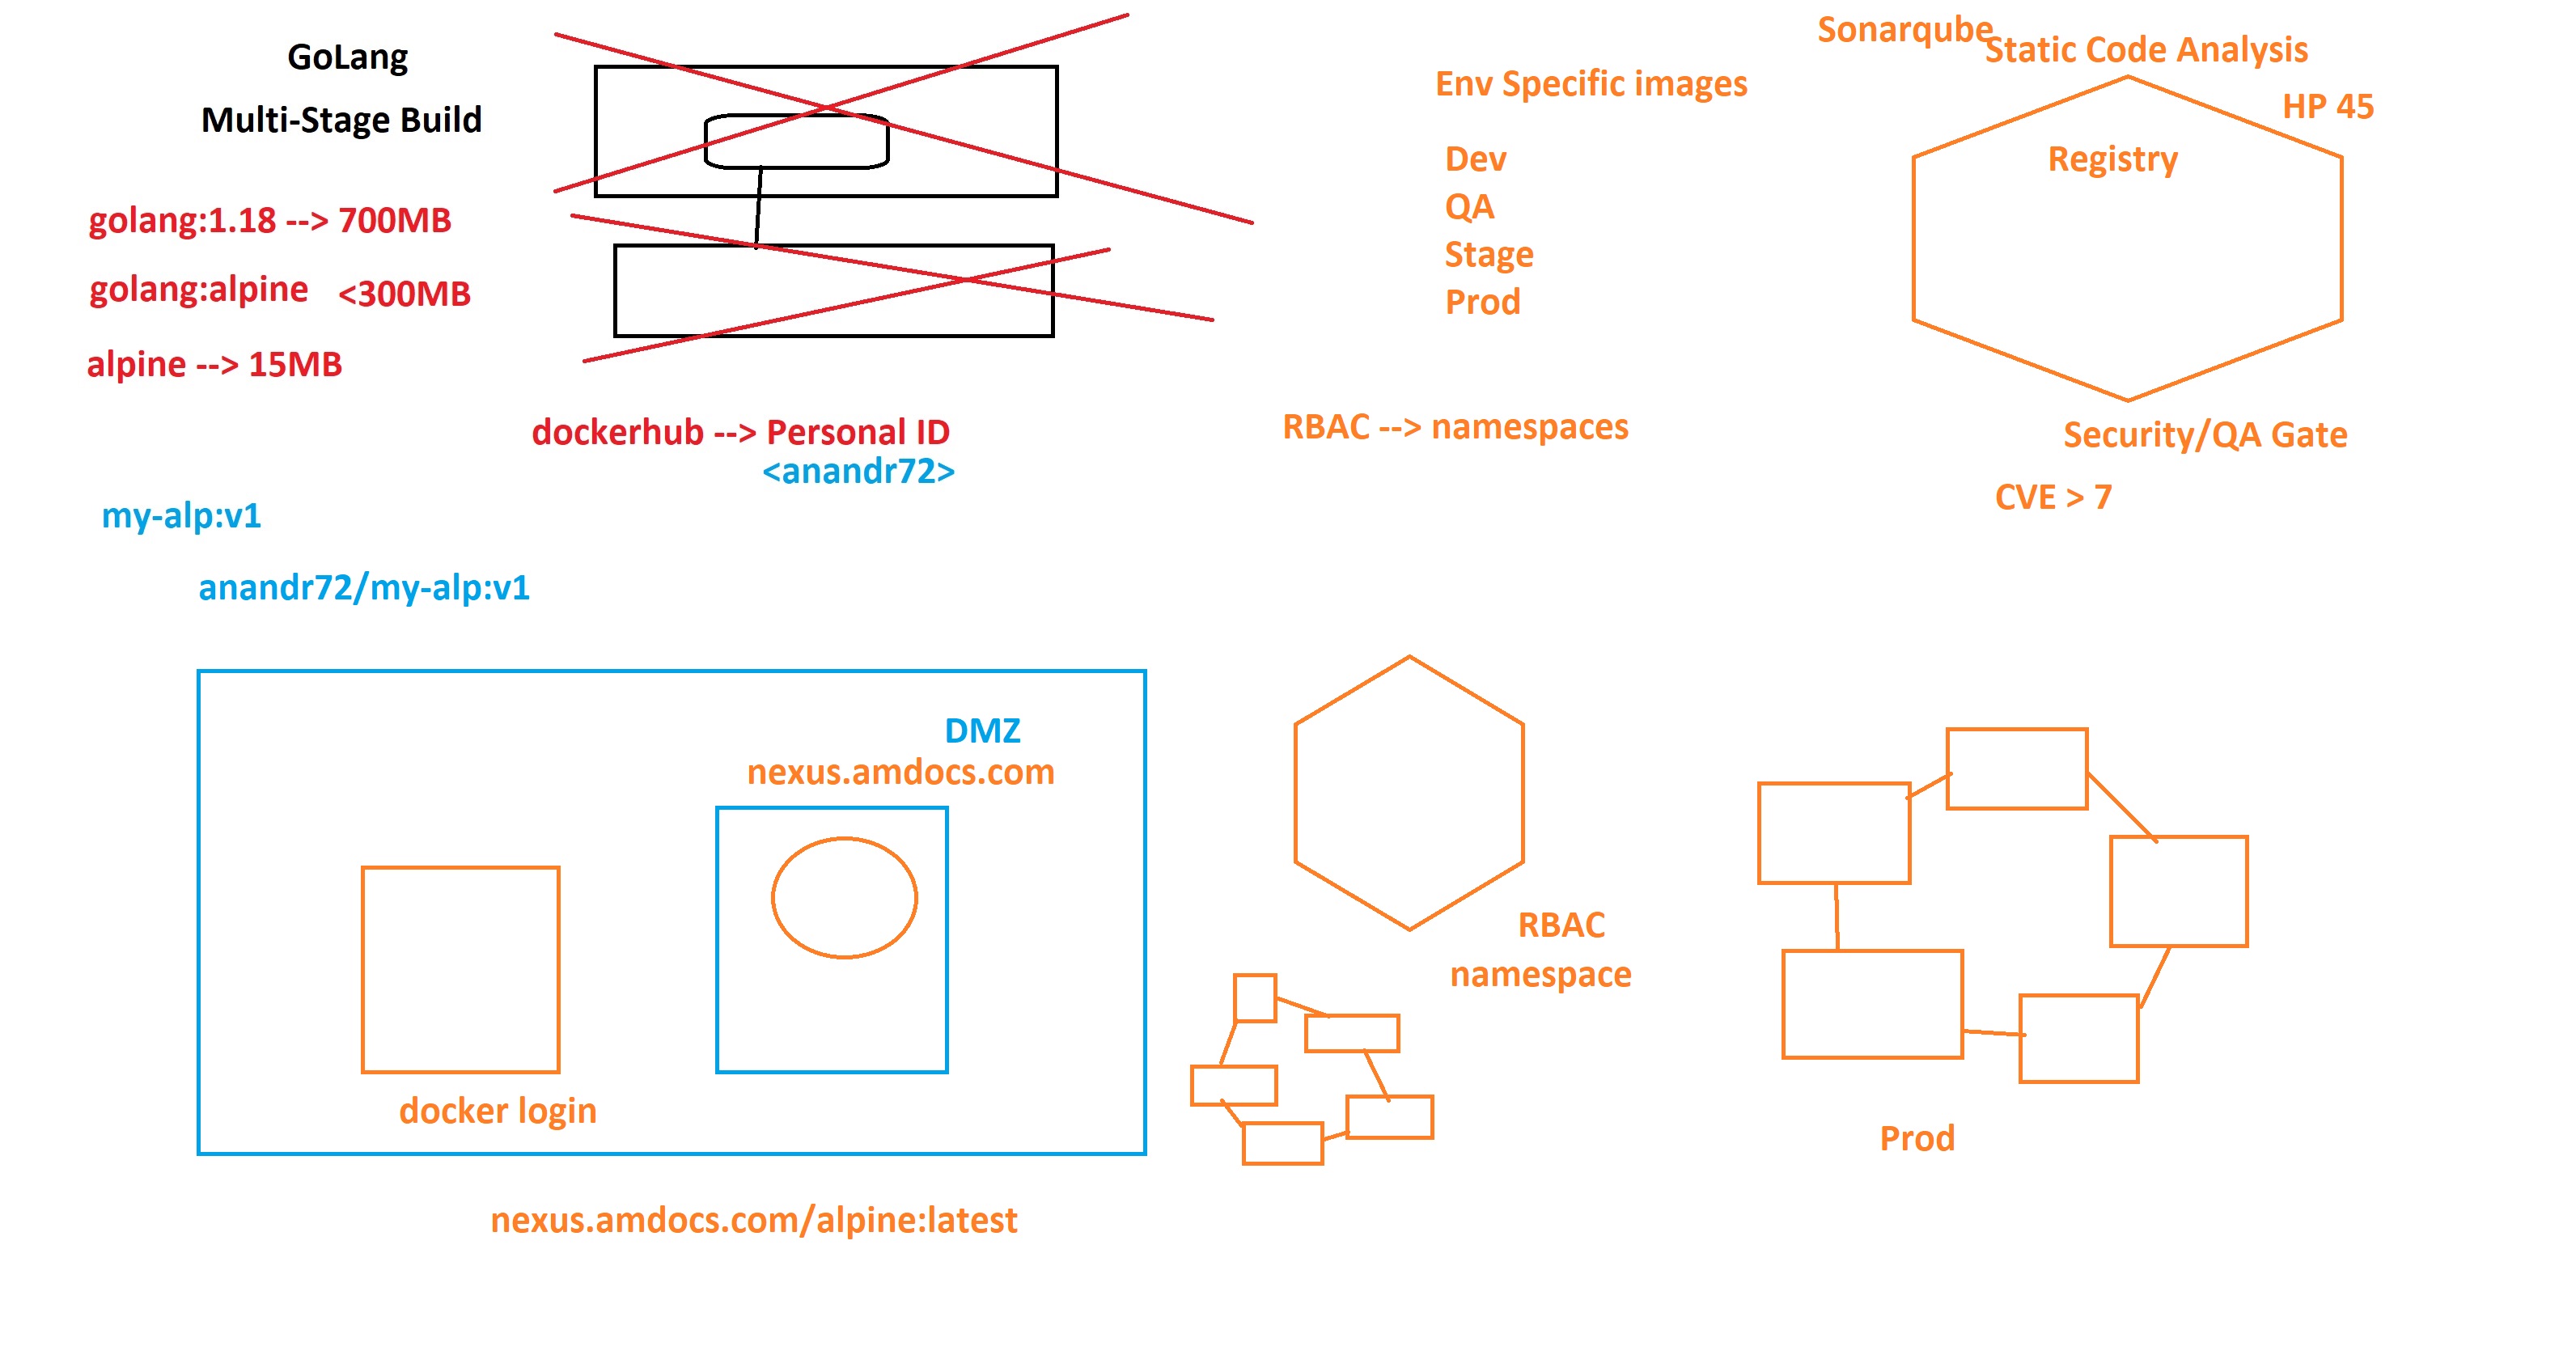 GoLang
Multi-Stage Build
golang:1.18 --> 700MB
golang:alpine <300MB
alpine --> 15MB
dockerhub --> Personal ID
<anandr72>
my-alp:v1
anandr72/my-alp:v1
Env Specific images
Dev
QA
Stage
Prod
RBAC --> namespaces
Sonarqube
Static Code Analysis
HP 45
Registry
Security/QA Gate
CVE > 7
DMZ
nexus.amdocs.com
docker login
nexus.amdocs.com/alpine:latest
RBAC
namespace
Prod